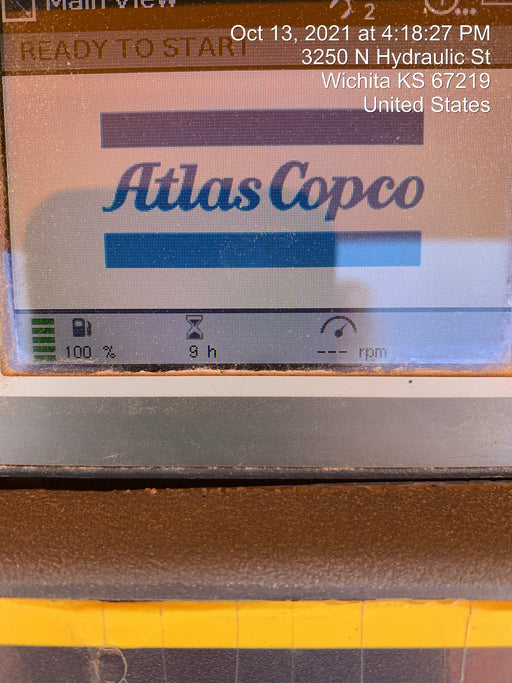 Main View 2
READY TO START
Oct 13, 2021 at 4:18:27 PM
3250 N Hydraulic St
Wichita KS 67219
United States
Atlas Copco
100 % 9 h --- rpm